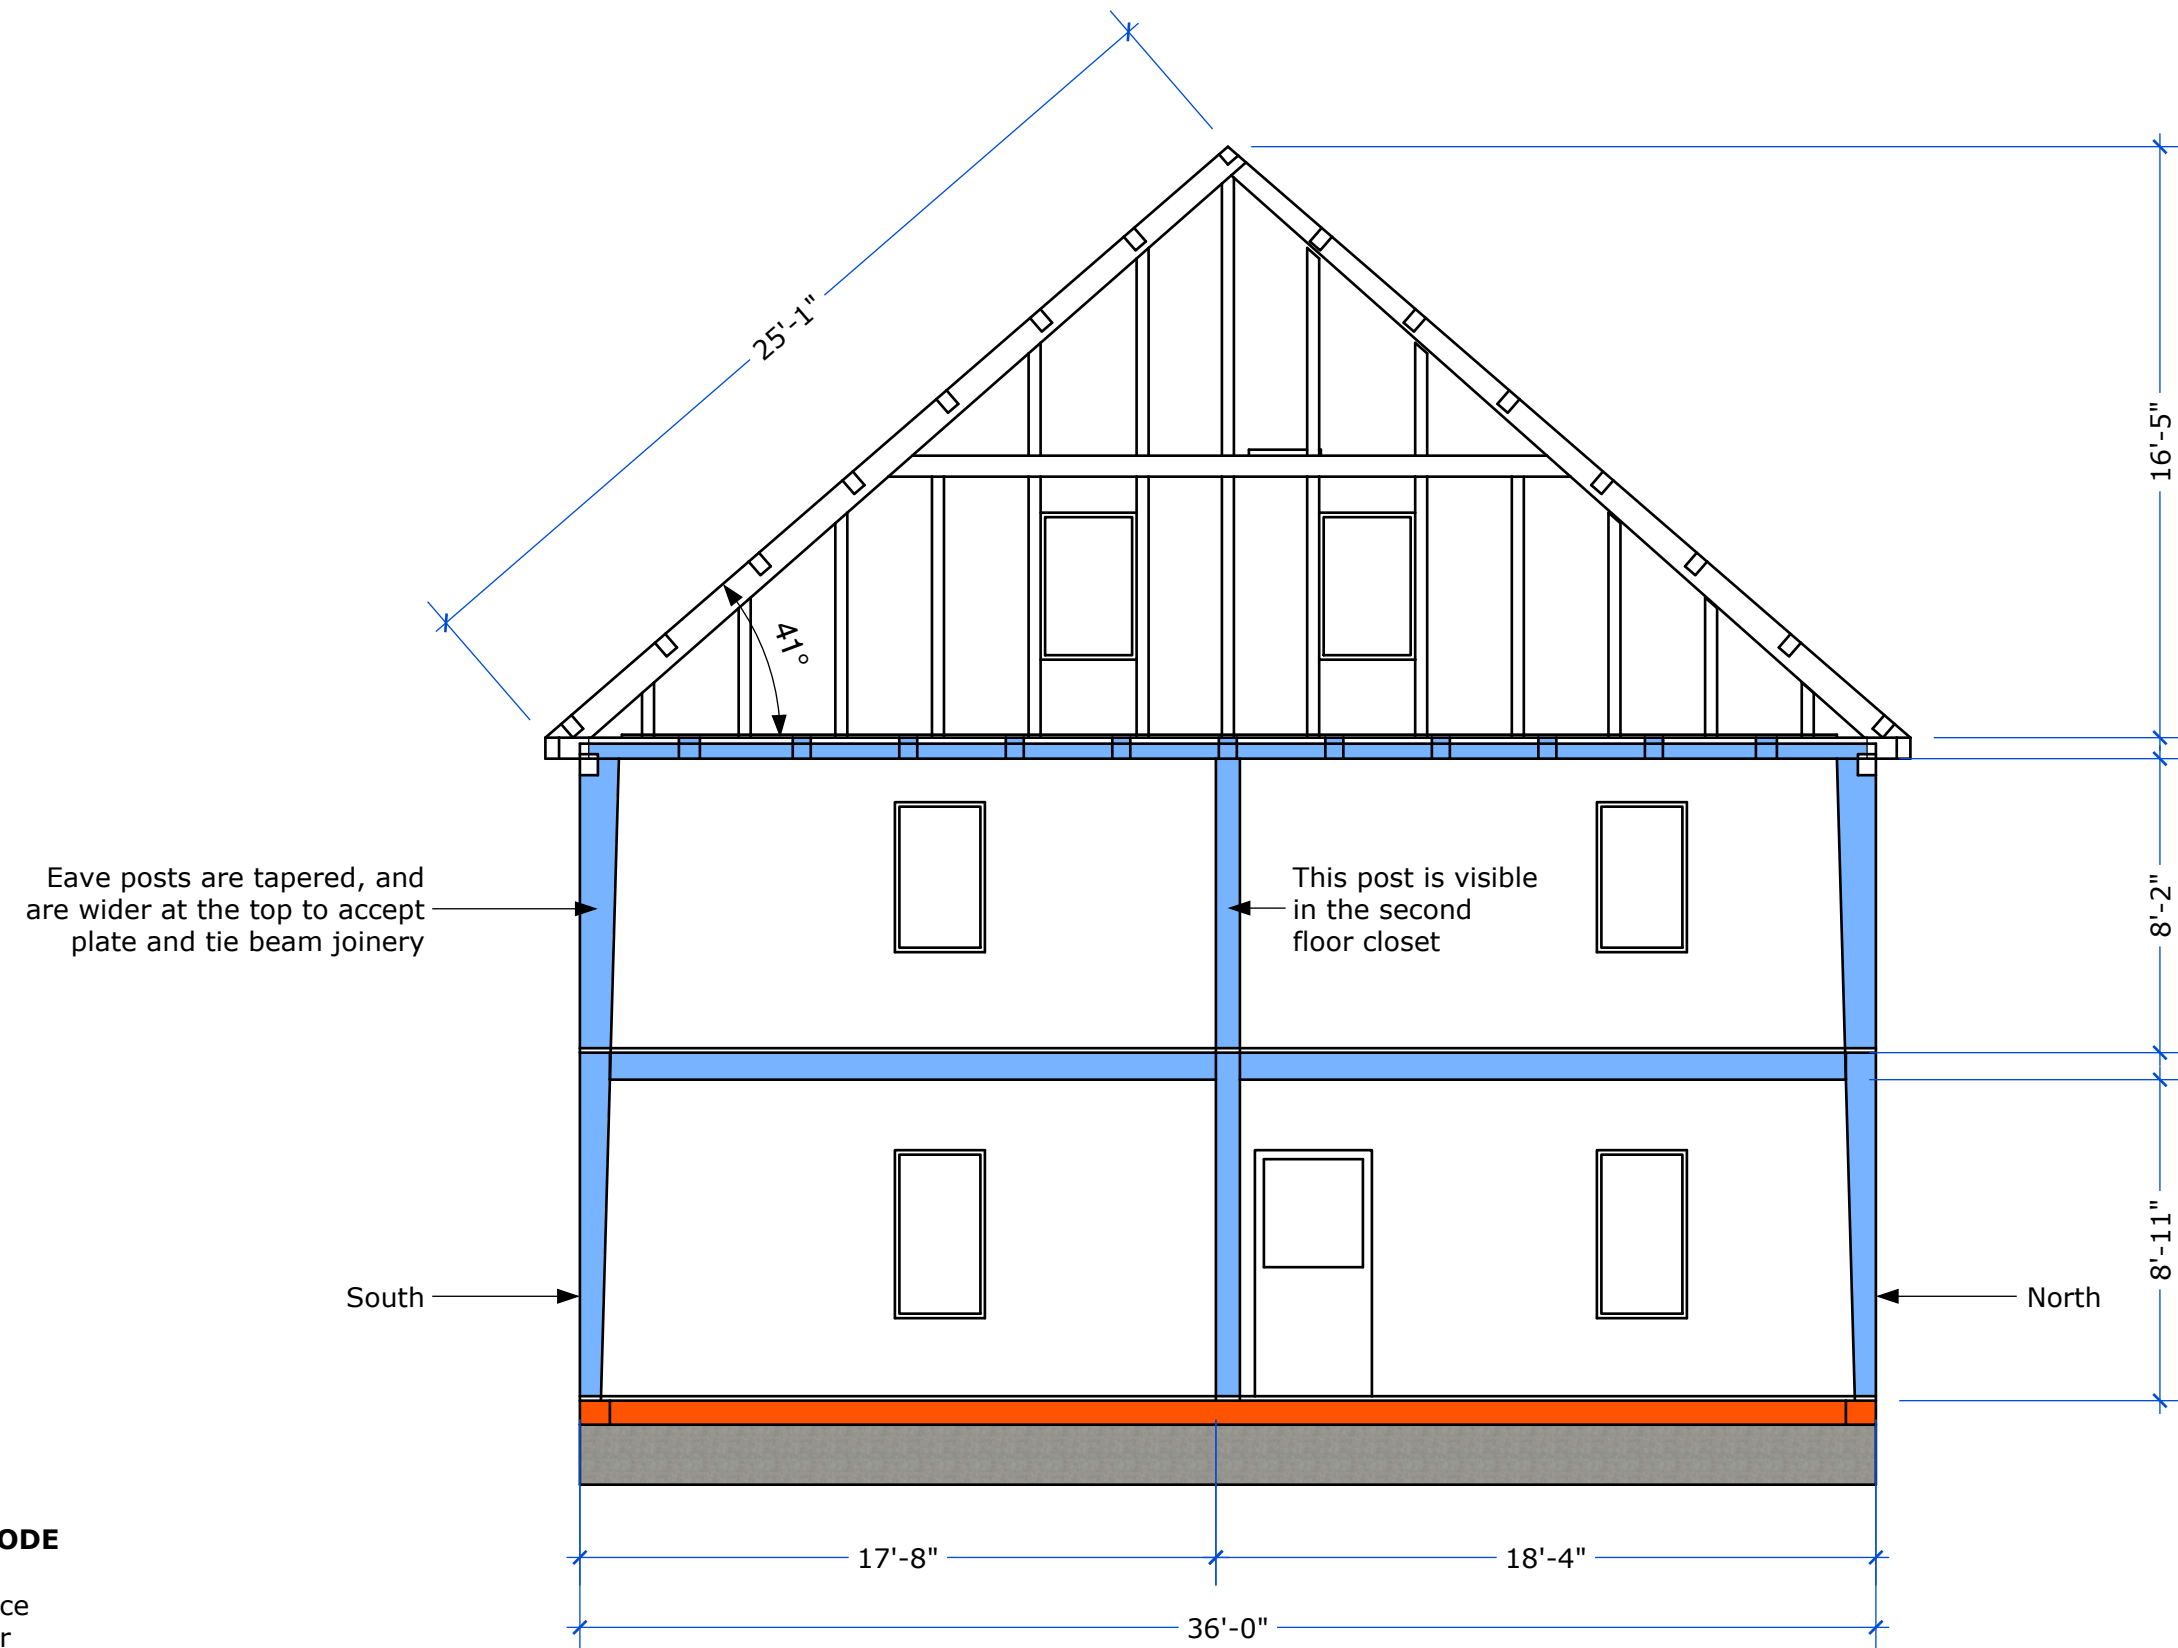 25'-1"
16'-5"
41°
Eave posts are tapered, and
are wider at the top to accept
plate and tie beam joinery
This post is visible
in the second
floor closet
8'-2"
8'-11"
South
North
ODE
ce
r
17'-8"
18'-4"
36'-0"